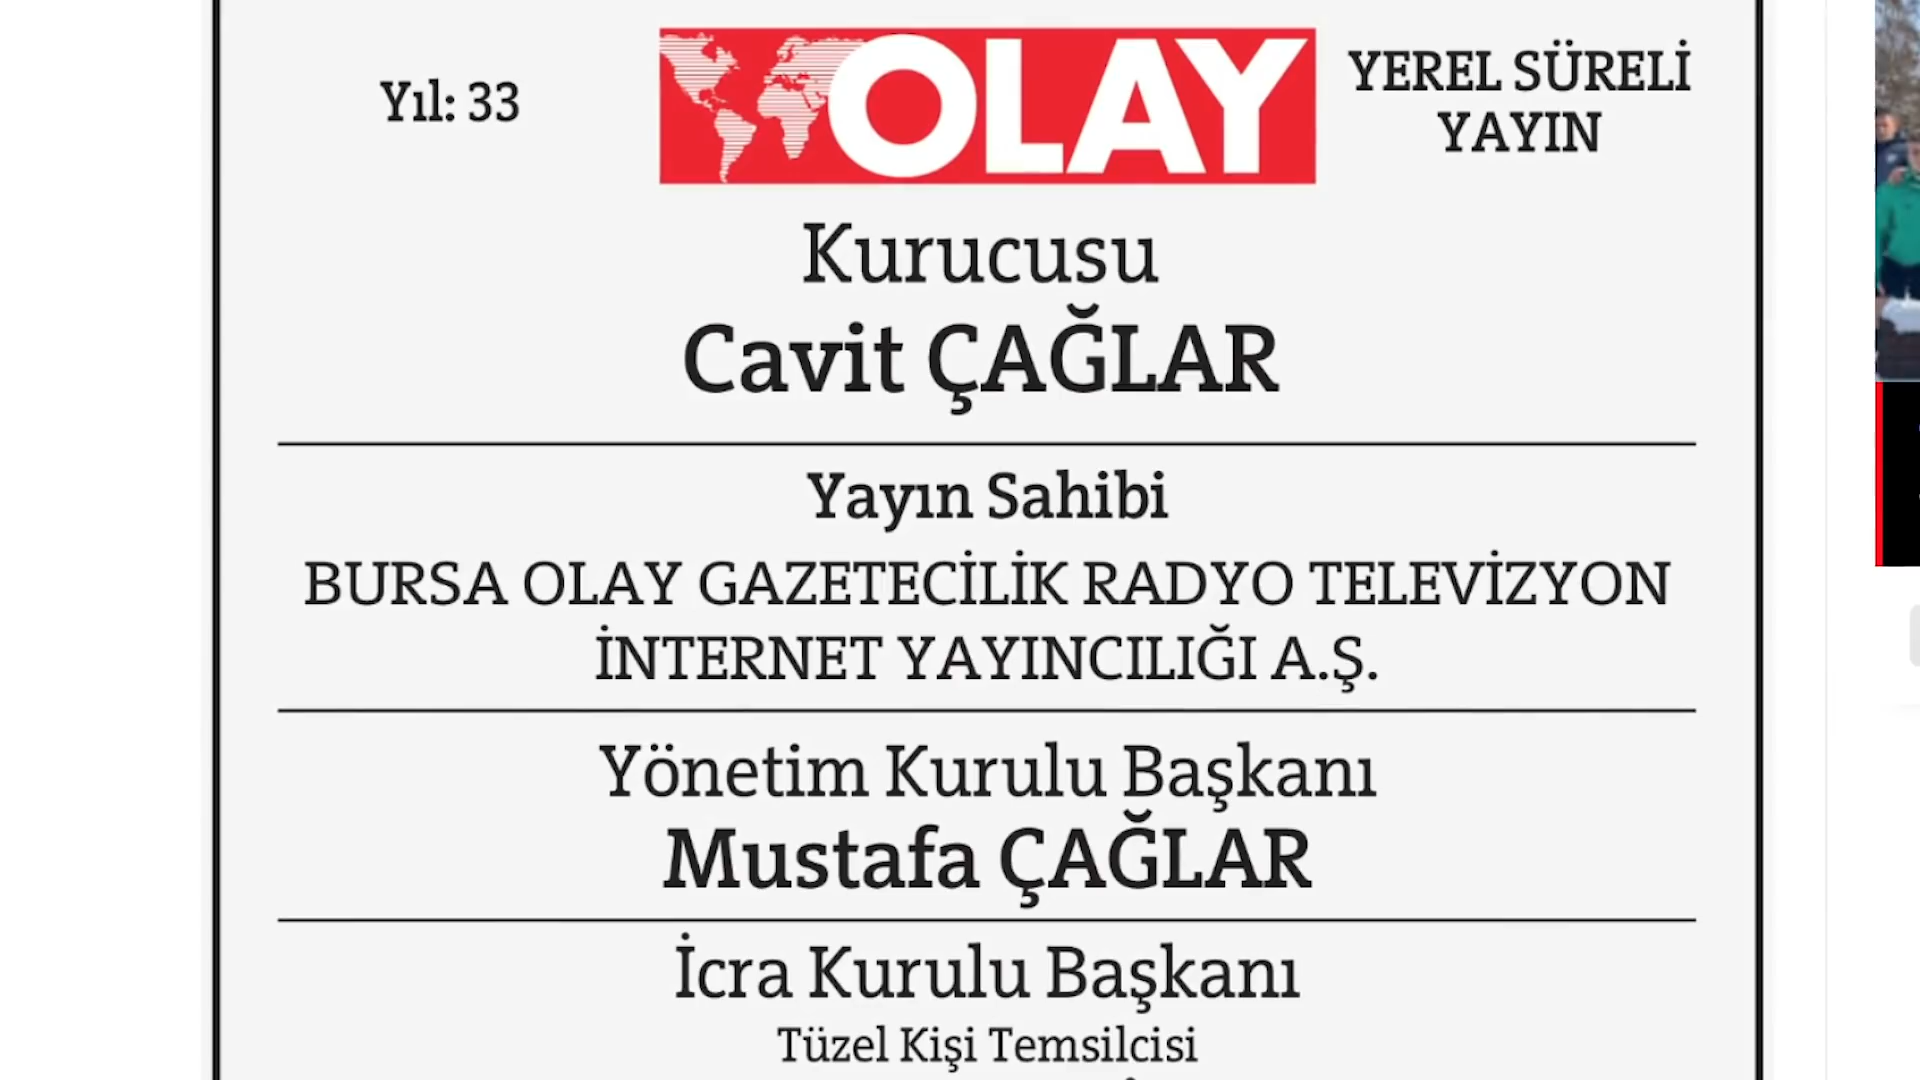 Yıl: 33
OLAY
YEREL SÜRELİ
YAYIN
Kurucusu
Cavit ÇAĞLAR
Yayın Sahibi
BURSA OLAY GAZETECİLİK RADYO TELEVİZYON
İNTERNET YAYINCILIĞI A.Ş.
Yönetim Kurulu Başkanı
Mustafa ÇAĞLAR
İcra Kurulu Başkanı
Tüzel Kişi Temsilcisi